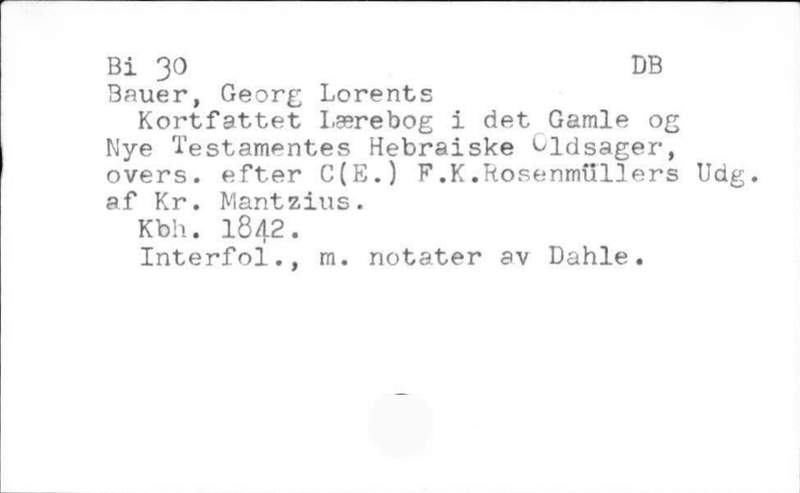 Bi 30 DB
Bauer, Georg Lorents
Kortfattet Lærebog i det Gamle og
Nye Testamentes Hebraiske Oldsager,
overs. efter C(E.) F.K.Rosenmüllers Udg.
af Kr. Mantzius.
Kbh. 1842.
Interfol., m. notater av Dahle.